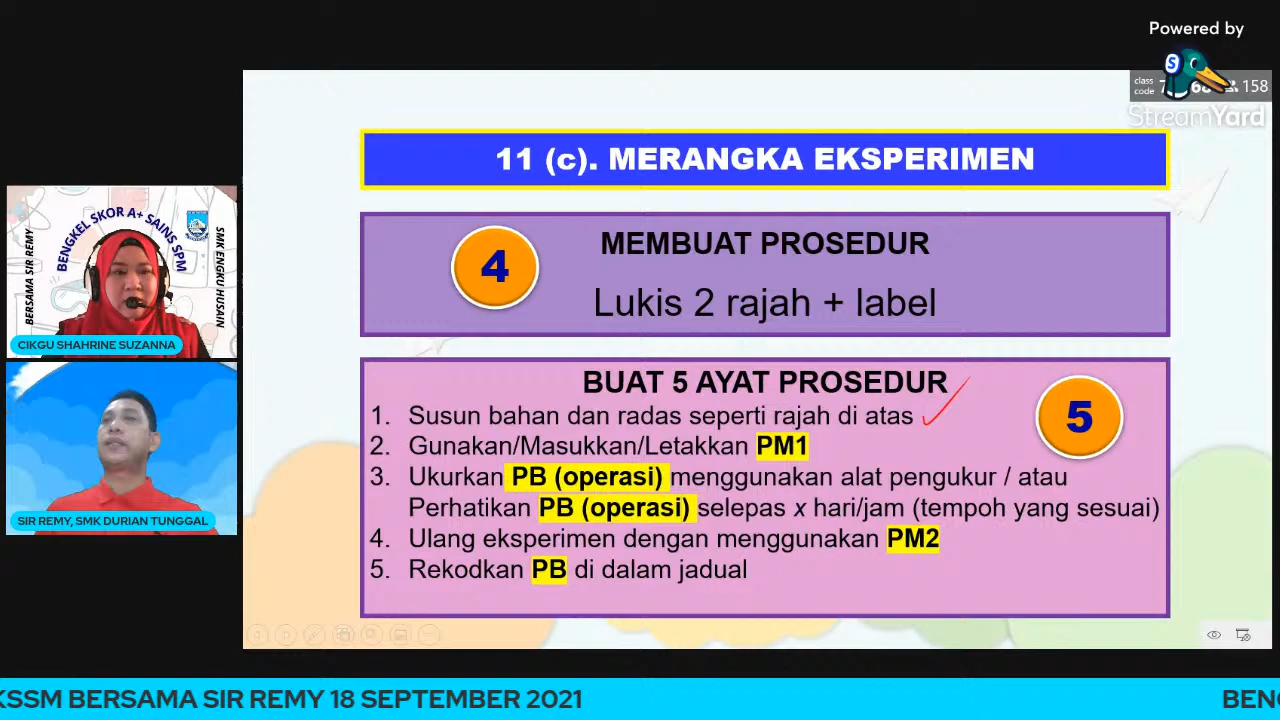 Powered by
S
StreamYard
class
code
158
11 (c). MERANGKA EKSPERIMEN
4
MEMBUAT PROSEDUR
Lukis 2 rajah + label
BUAT 5 AYAT PROSEDUR
5
1. Susun bahan dan radas seperti rajah di atas
2. Gunakan/Masukkan/Letakkan PM1
3. Ukurkan PB (operasi) menggunakan alat pengukur / atau
Perhatikan PB (operasi) selepas x hari/jam (tempoh yang sesuai)
4. Ulang eksperimen dengan menggunakan PM2
5. Rekodkan PB di dalam jadual
BENGKEL SKOR A+ SAINS SPM
BERSAMA SIR REMY
SMK ENGKU HUSAIN
CIKGU SHAHRINE SUZANNA
SIR REMY, SMK DURIAN TUNGGAL
KSSM BERSAMA SIR REMY 18 SEPTEMBER 2021
BENG